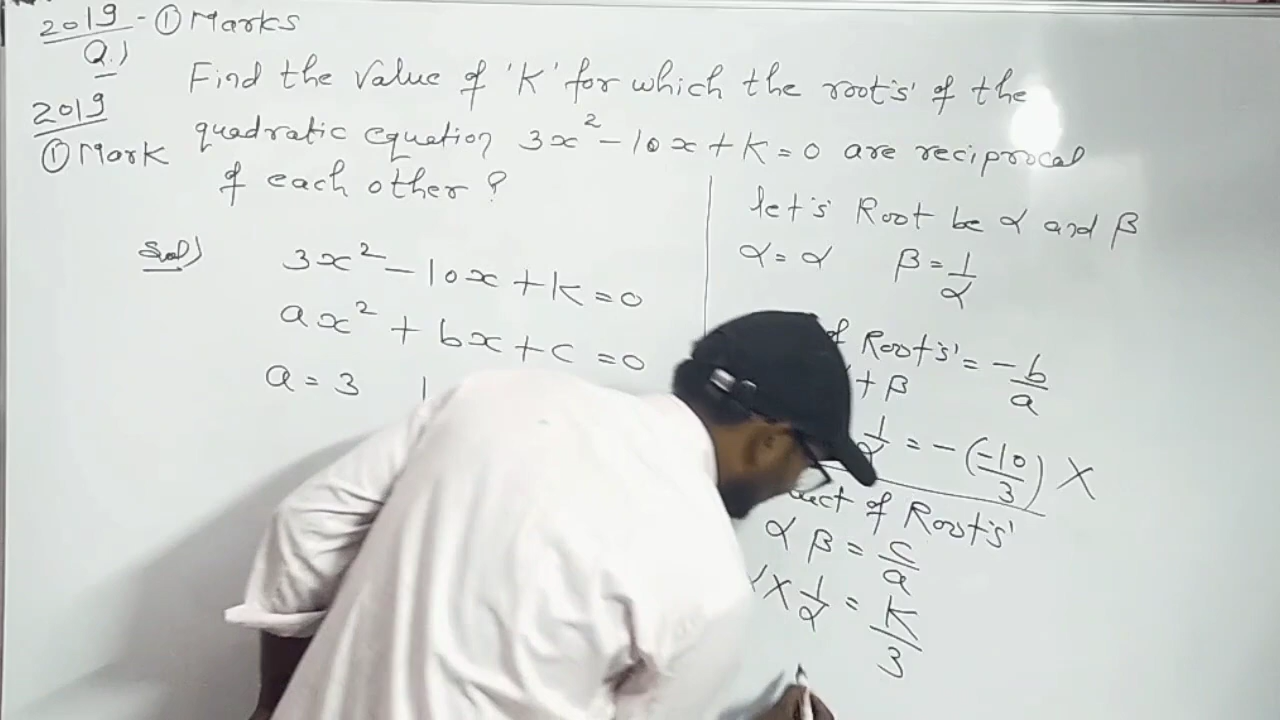 2019 - ① Marks
Q.)
Find the value of 'K' for which the root's' of the
2019
① Mark
quadratic equation 3x² - 10x + K = 0 are reciprocal
of each other ?
let's Root be α and β
Sol)
3x² - 10x + K = 0
ax² + bx + c = 0
a = 3
α = α β = 1/α
of Root's' = -b/a
+ β
1/α = -(-10/3) X
of Root's'
α β = c/a
X 1/α = K/3